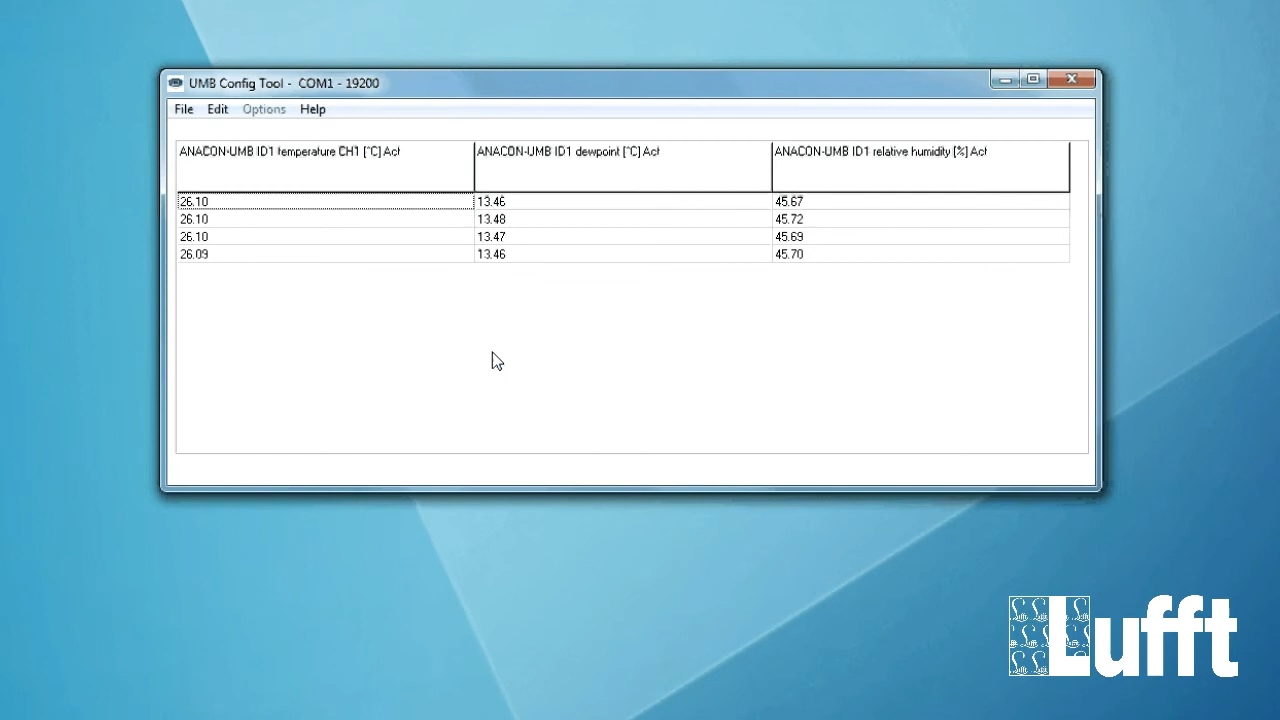 UMB Config Tool - COM1 - 19200
File Edit Options Help
ANACON-UMB ID1 temperature CH1 [°C] Act ANACON-UMB ID1 dewpoint [°C] Act ANACON-UMB ID1 relative humidity [%] Act
26.10 13.46 45.67
26.10 13.48 45.72
26.10 13.47 45.69
26.09 13.46 45.70
Lufft